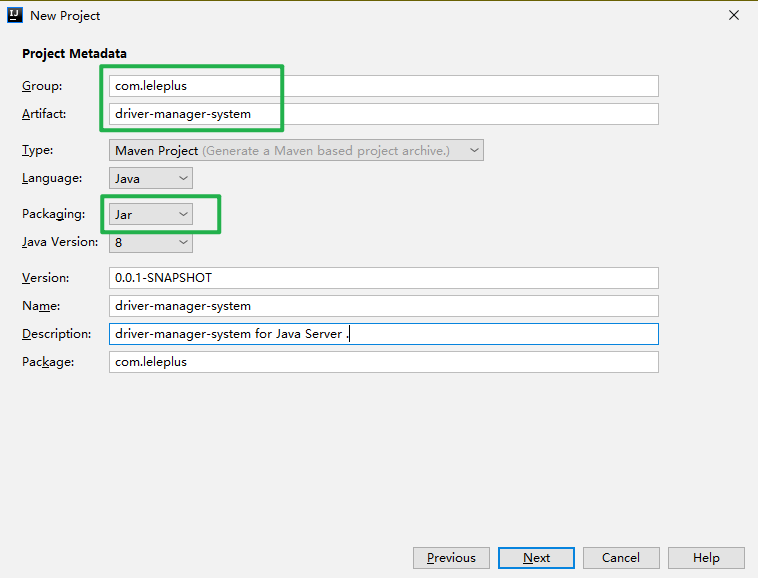 IJ New Project
Project Metadata
Group: com.leleplus
Artifact: driver-manager-system
Type: Maven Project (Generate a Maven based project archive.)
Language: Java
Packaging: Jar
Java Version: 8
Version: 0.0.1-SNAPSHOT
Name: driver-manager-system
Description: driver-manager-system for Java Server .
Package: com.leleplus
Previous Next Cancel Help